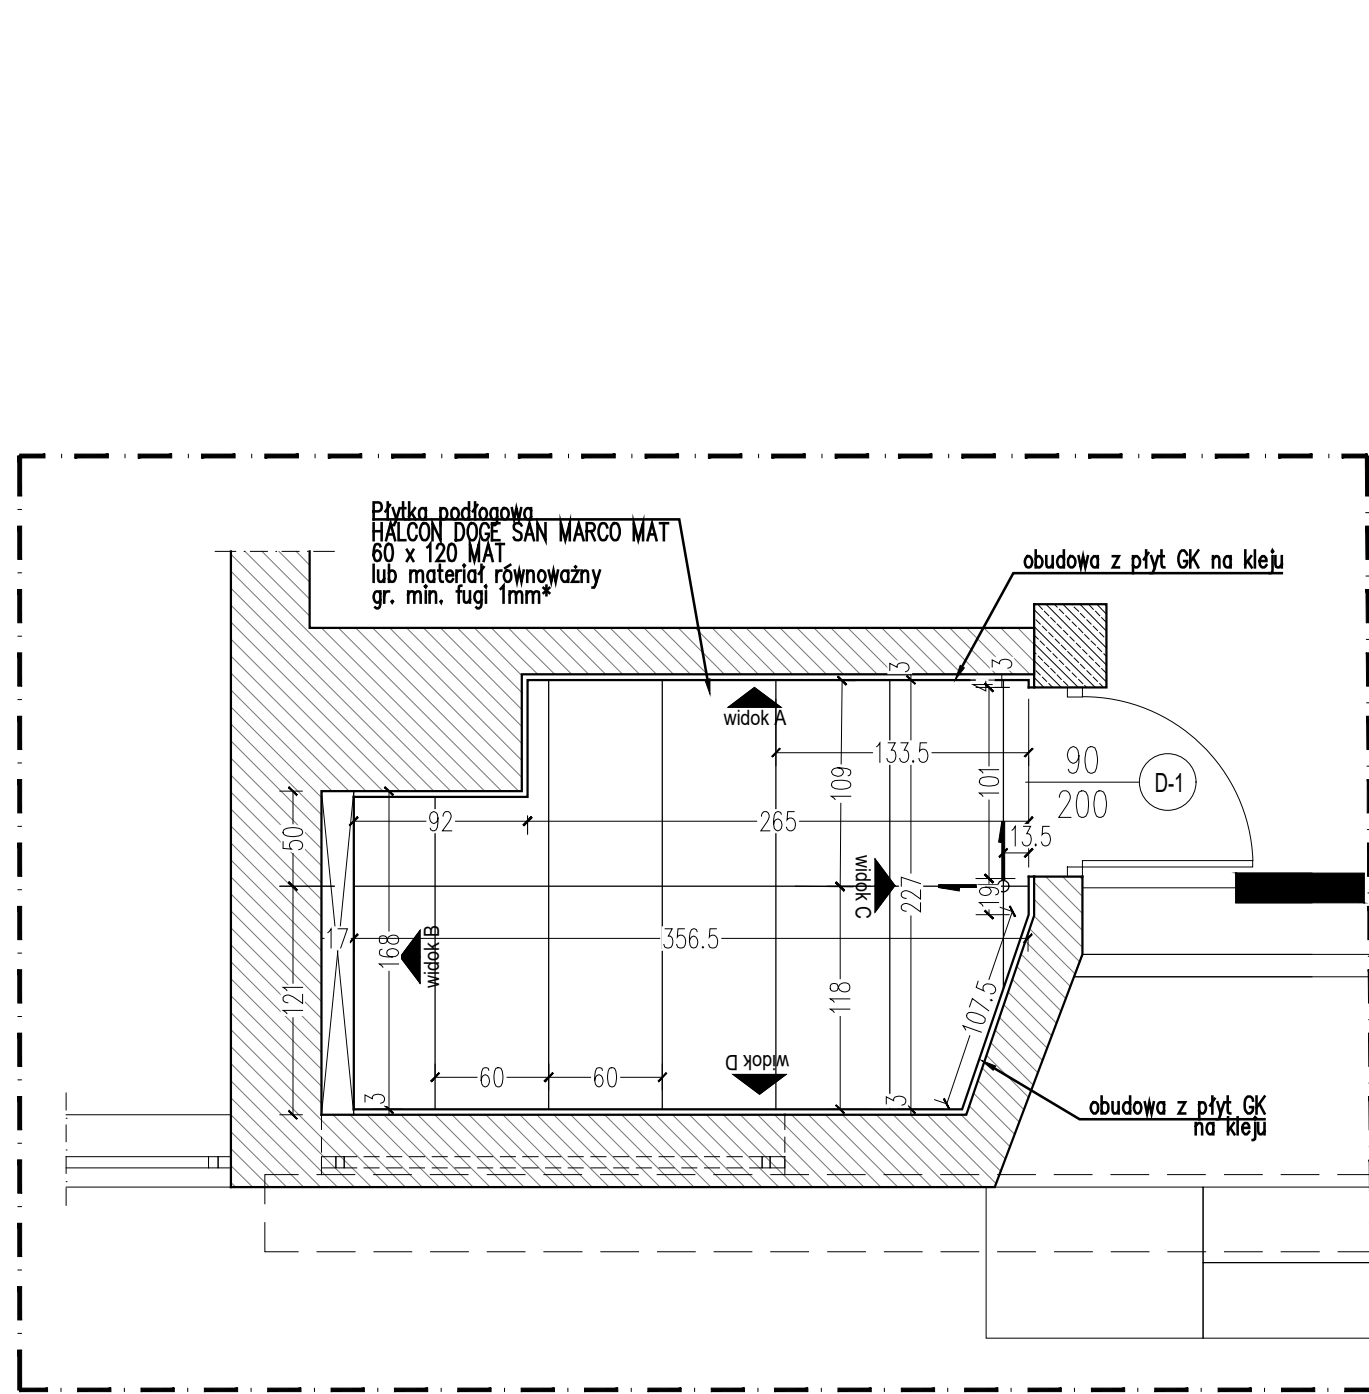 Płytka podłogowa
HALCON DOGE SAN MARCO MAT
60 x 120 MAT
lub materiał równoważny
gr. min. fugi 1mm*
obudowa z płyt GK na kleju
3
3
4
widok A
133.5
90
D-1
200
109
101
50
92
265
13.5
widok C
227
19.5
17
168
widok B
356.5
121
118
107.5
widok D
60
60
3
3
obudowa z płyt GK
na kleju